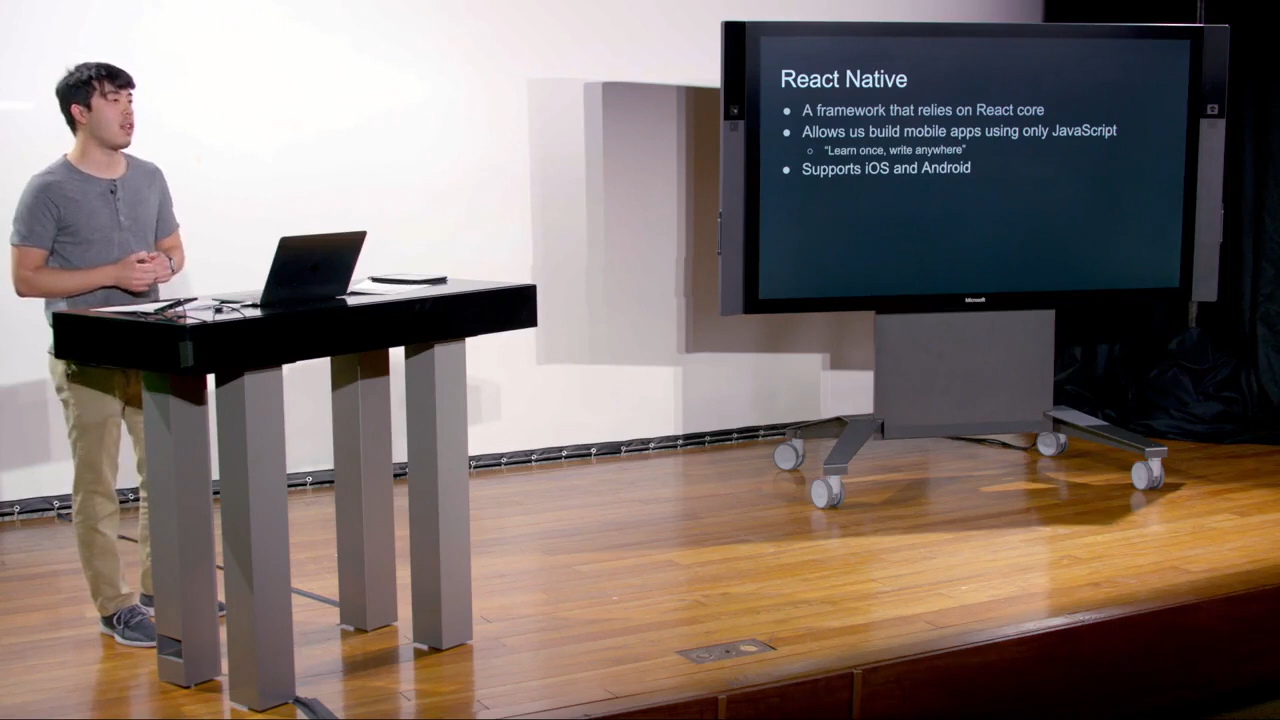 React Native
● A framework that relies on React core
● Allows us build mobile apps using only JavaScript
○ “Learn once, write anywhere”
● Supports iOS and Android
Microsoft